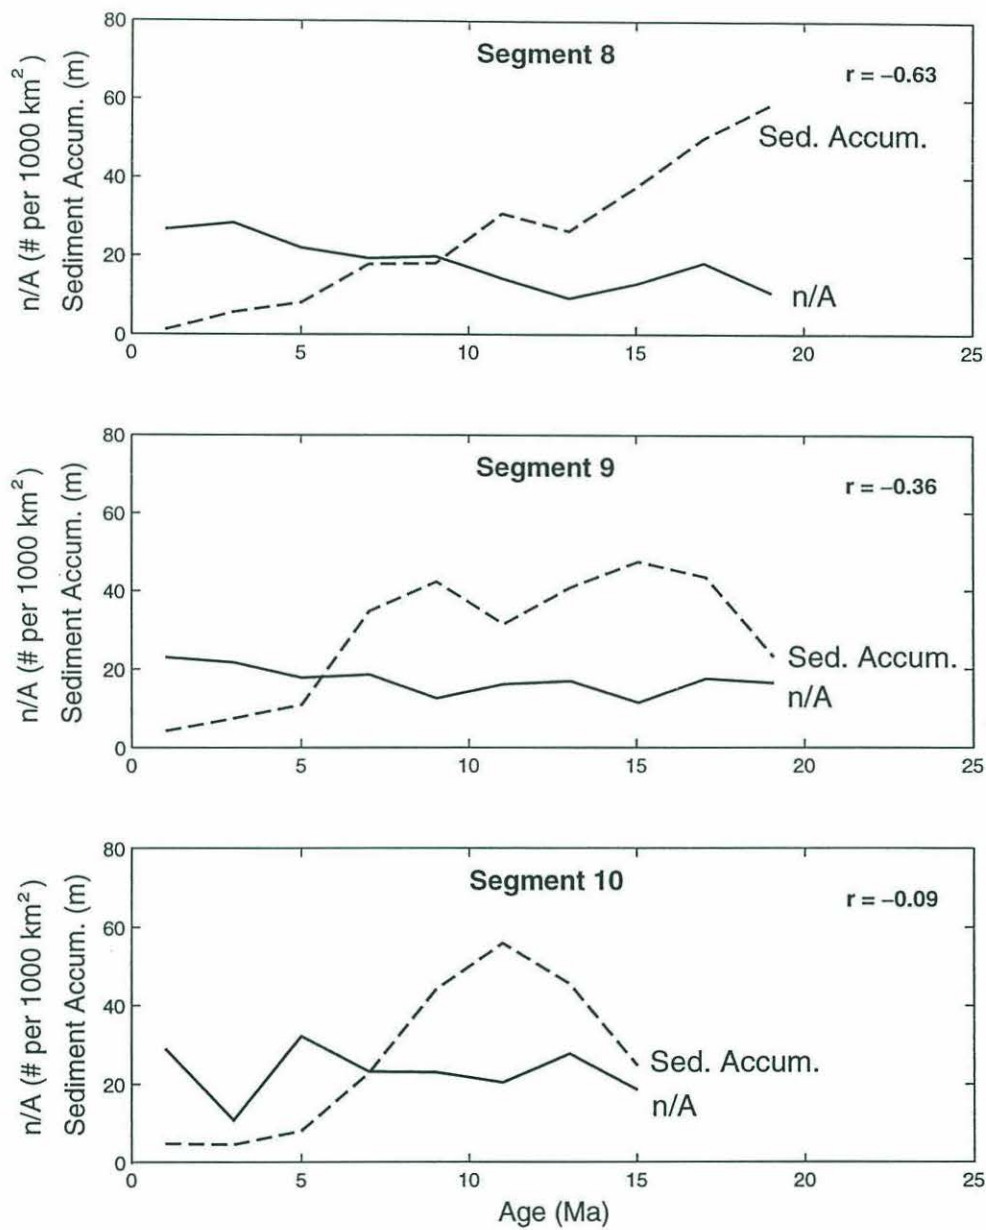 Segment 8
r = −0.63
n/A (# per 1000 km²)
Sediment Accum. (m)
80
60
40
20
0
Sed. Accum.
n/A
0 5 10 15 20 25
Segment 9
r = −0.36
n/A (# per 1000 km²)
Sediment Accum. (m)
80
60
40
20
0
Sed. Accum.
n/A
0 5 10 15 20 25
Segment 10
r = −0.09
n/A (# per 1000 km²)
Sediment Accum. (m)
80
60
40
20
0
Sed. Accum.
n/A
0 5 10 15 20 25
Age (Ma)